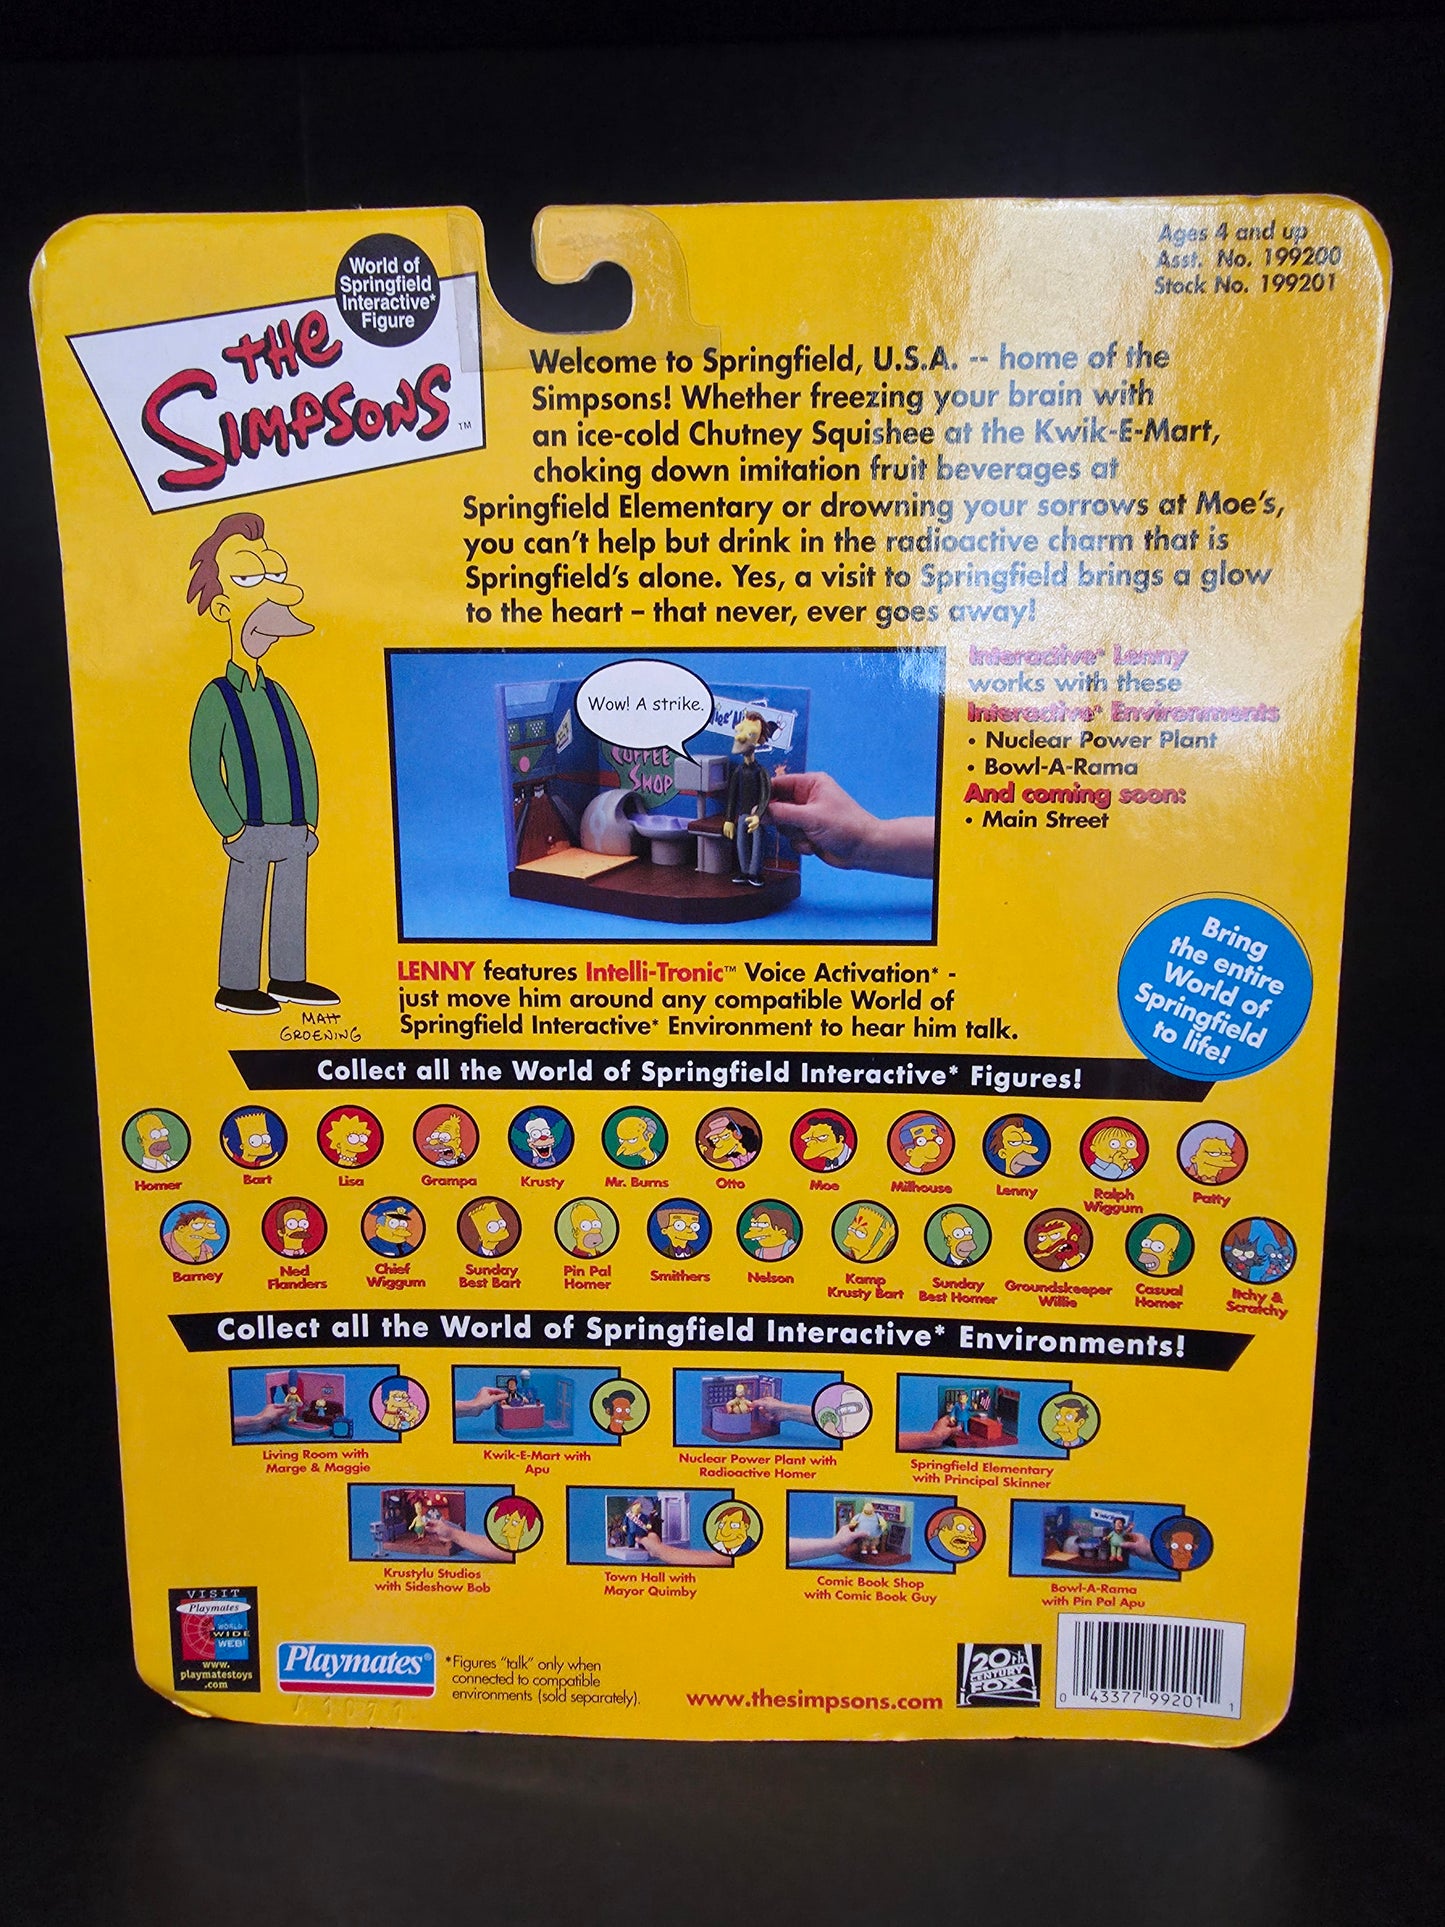 World of
Springfield
Interactive*
Figure
THE
SIMPSONS
TM
Ages 4 and up
Asst. No. 199200
Stock No. 199201
Welcome to Springfield, U.S.A. -- home of the
Simpsons! Whether freezing your brain with
an ice-cold Chutney Squishee at the Kwik-E-Mart,
choking down imitation fruit beverages at
Springfield Elementary or drowning your sorrows at Moe's,
you can't help but drink in the radioactive charm that is
Springfield's alone. Yes, a visit to Springfield brings a glow
to the heart – that never, ever goes away!
Wow! A strike.
COFFEE
SHOP
Interactive* Lenny
works with these
Interactive* Environments
• Nuclear Power Plant
• Bowl-A-Rama
And coming soon:
• Main Street
MATT
GROENING
LENNY features Intelli-Tronic™ Voice Activation* -
just move him around any compatible World of
Springfield Interactive* Environment to hear him talk.
Bring
the entire
World of
Springfield
to life!
Collect all the World of Springfield Interactive* Figures!
Homer Bart Lisa Grampa Krusty Mr. Burns Otto Moe Milhouse Lenny Ralph Wiggum Patty
Barney Ned Flanders Chief Wiggum Sunday Best Bart Pin Pal Homer Smithers Nelson Kamp Krusty Bart Sunday Best Homer Groundskeeper Willie Casual Homer Itchy & Scratchy
Collect all the World of Springfield Interactive* Environments!
Living Room with
Marge & Maggie
Kwik-E-Mart with
Apu
Nuclear Power Plant with
Radioactive Homer
Springfield Elementary
with Principal Skinner
Krustylu Studios
with Sideshow Bob
Town Hall with
Mayor Quimby
Comic Book Shop
with Comic Book Guy
Bowl-A-Rama
with Pin Pal Apu
VISIT
Playmates
WORLD
WIDE
WEB!
www.
playmatestoys
.com
Playmates®
*Figures "talk" only when
connected to compatible
environments (sold separately).
www.thesimpsons.com
20th
CENTURY
FOX
0 43377 99201 1